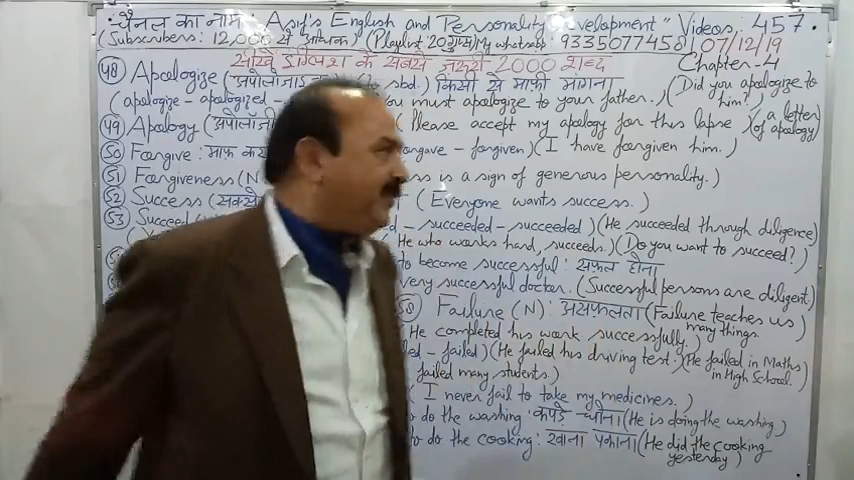 चैनल का नाम "Asif's English and Personality Development" Videos: 457.
(Subscribers: 12,000 से अधिक) (Playlist 20 ग्रुप्स) My whatsapp: 9335077458 07/12/19
सीखें इंग्लिश के सबसे ज़रूरी 2000 शब्द Chapter-4
48 Apologize (अपोलोजाइ to sbd.) किसी से माफ़ी मांगना (Did you apologize to him?)
(apologize - apologized - You must apologize to your father.)
49 Apology (अपोलॉजी (Please accept my apology for this lapse) (a letter of apology)
50 Forgive: माफ़ forgave - forgiven) (I have forgiven him.)
51 Forgiveness (N is a sign of generous personality.)
52 Success (सक्से (Everyone wants success.)
53 Succeed - succeeded - succeeded) (He succeeded through diligence)
(He who works hard, succeeds.) (Do you want to succeed?)
to become successful: सफल होना
very successful doctor. (Successful persons are diligent)
58 Failure (N): असफलता (Failure teaches us many things.)
(He completed his work successfully.)
- failed) (He failed his driving test.) (He failed in Maths in High School.)
failed many students.)
I never fail to take my medicines.)
to do the washing: कपड़े धोना (He is doing the washing)
to do the cooking: खाना पकाना (He did the cooking yesterday)